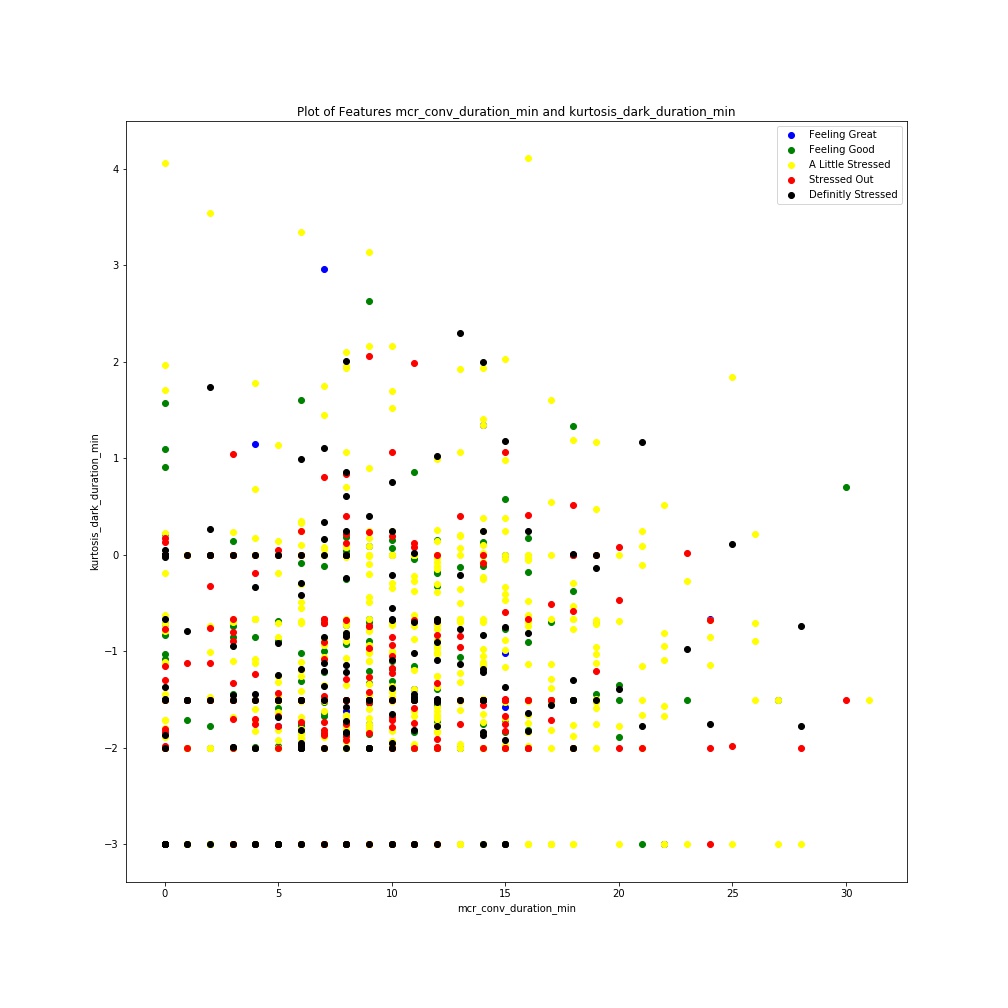 Plot of Features mcr_conv_duration_min and kurtosis_dark_duration_min
Feeling Great
Feeling Good
A Little Stressed
Stressed Out
Definitly Stressed
kurtosis_dark_duration_min
4
3
2
1
0
−1
−2
−3
0 5 10 15 20 25 30
mcr_conv_duration_min